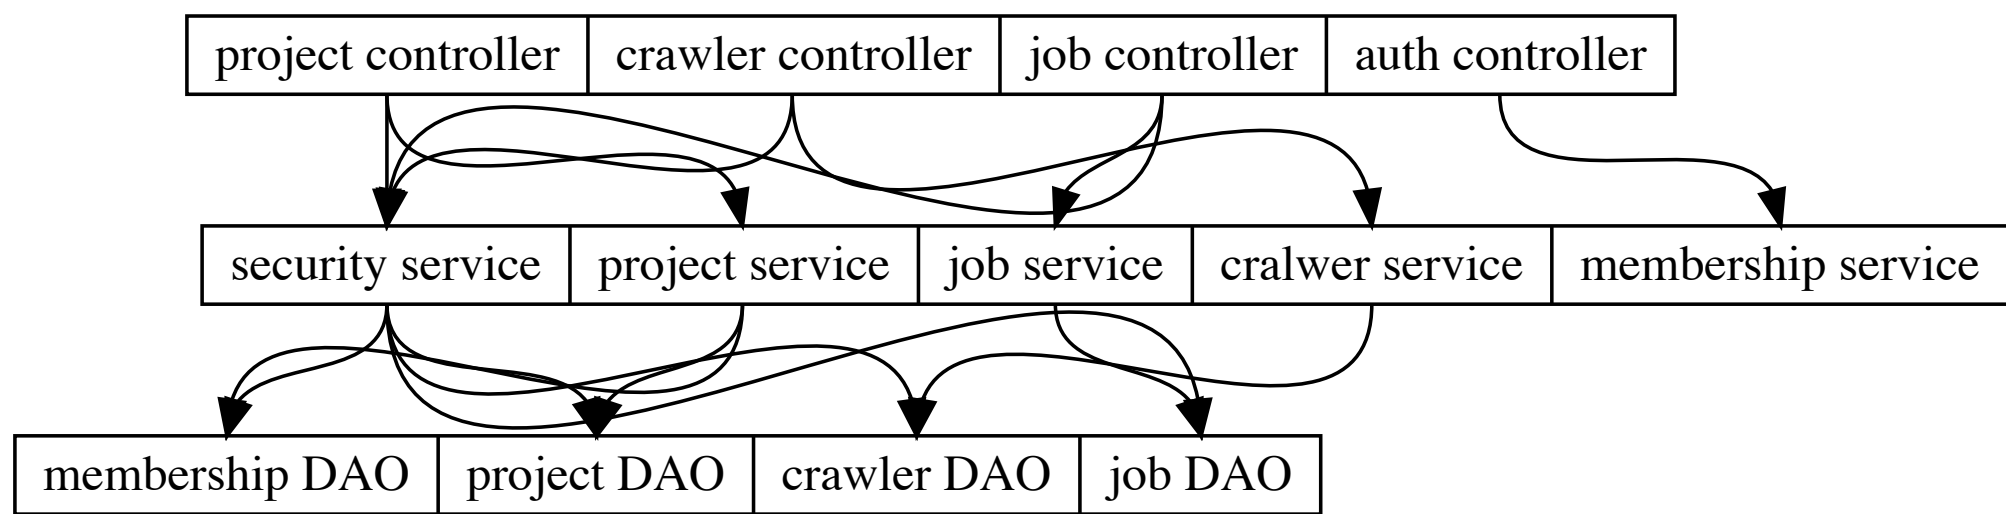 project controller crawler controller job controller auth controller
security service project service job service cralwer service membership service
membership DAO project DAO crawler DAO job DAO